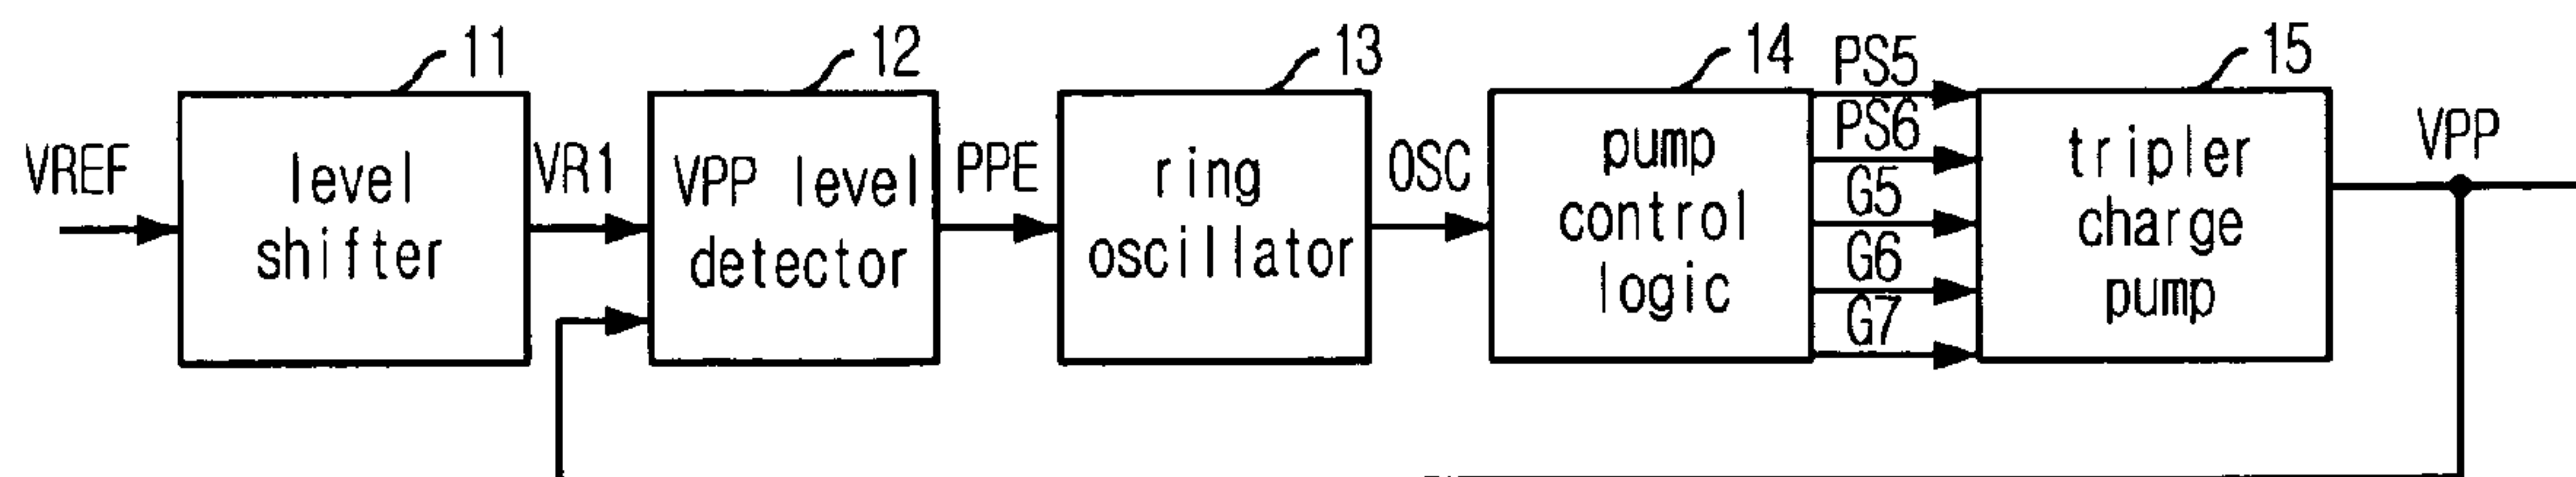 11
12
13
14
15
VREF
level
shifter
VR1
VPP level
detector
PPE
ring
oscillator
OSC
pump
control
logic
PS5
PS6
G5
G6
G7
tripler
charge
pump
VPP